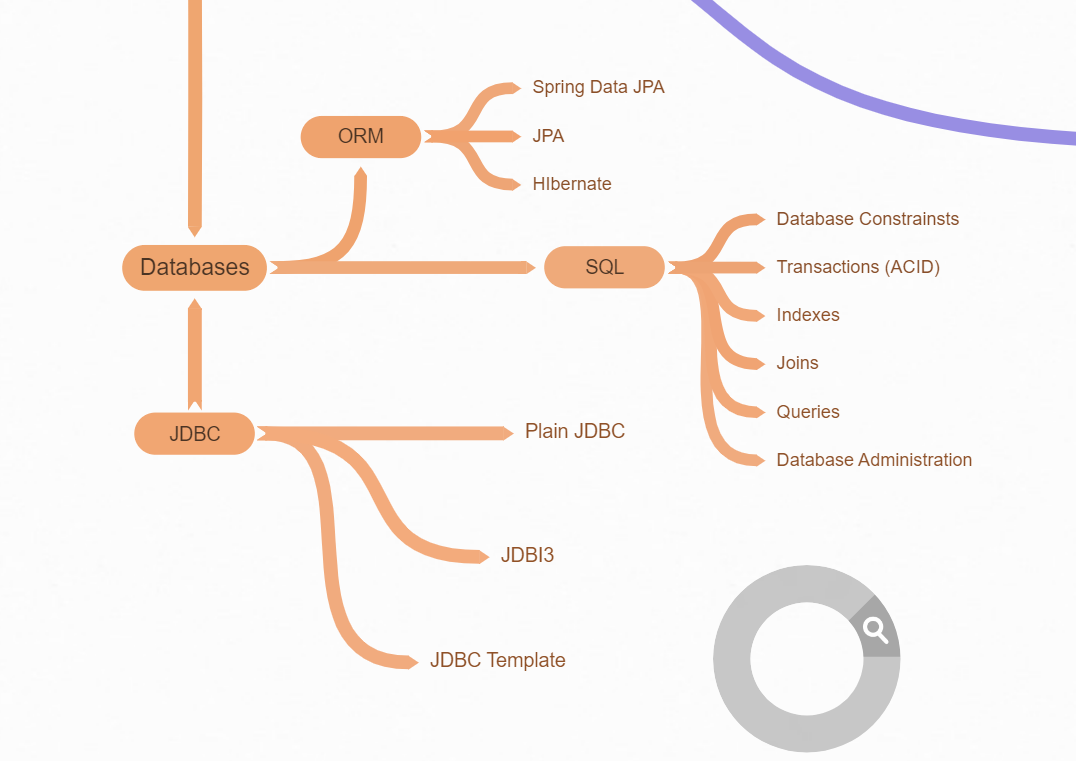 Spring Data JPA
ORM
JPA
HIbernate
Database Constrainsts
Databases
SQL
Transactions (ACID)
Indexes
Joins
Queries
JDBC
Plain JDBC
Database Administration
JDBI3
JDBC Template